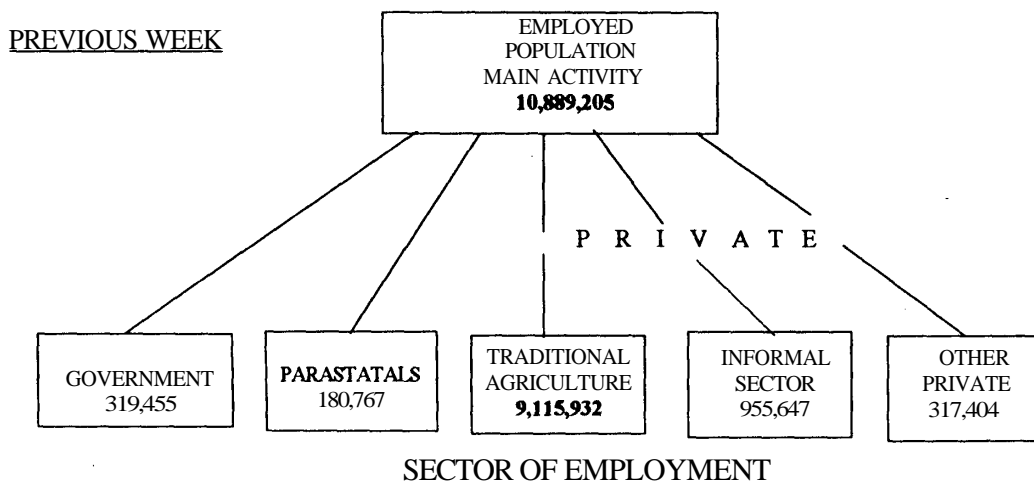 PREVIOUS WEEK
EMPLOYED
POPULATION
MAIN ACTIVITY
10,889,205
P R I V A T E
GOVERNMENT
319,455
PARASTATALS
180,767
TRADITIONAL
AGRICULTURE
9,115,932
INFORMAL
SECTOR
955,647
OTHER
PRIVATE
317,404
SECTOR OF EMPLOYMENT